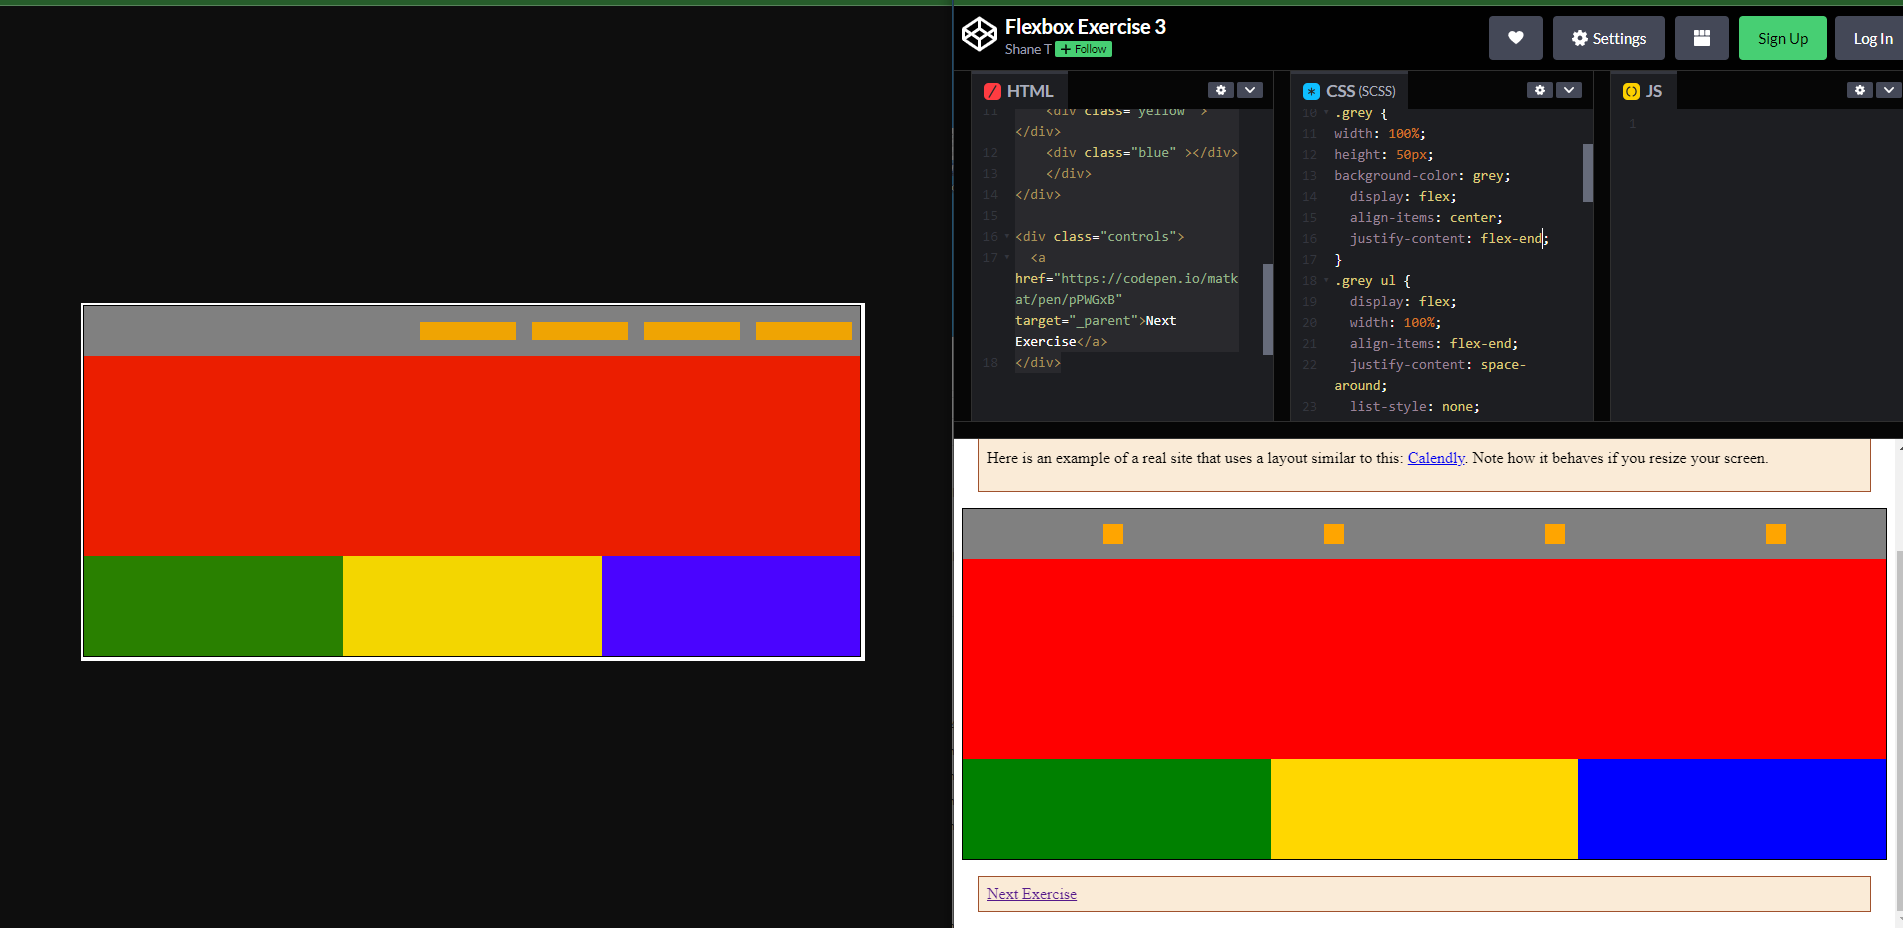 Flexbox Exercise 3
Shane T + Follow
Settings
Sign Up
Log In
HTML
11 <div class="yellow" >
</div>
12 <div class="blue" ></div>
13 </div>
14 </div>
15
16 <div class="controls">
17 <a
href="https://codepen.io/matk
at/pen/pPWGxB"
target="_parent">Next
Exercise</a>
18 </div>
CSS (SCSS)
10 .grey {
11 width: 100%;
12 height: 50px;
13 background-color: grey;
14 display: flex;
15 align-items: center;
16 justify-content: flex-end;
17 }
18 .grey ul {
19 display: flex;
20 width: 100%;
21 align-items: flex-end;
22 justify-content: space-
around;
23 list-style: none;
JS
1
Here is an example of a real site that uses a layout similar to this: Calendly. Note how it behaves if you resize your screen.
Next Exercise